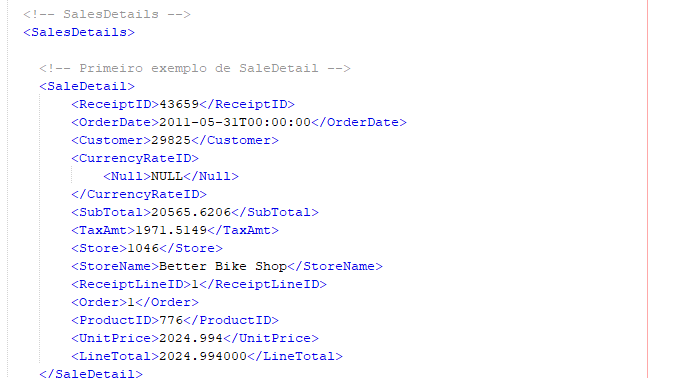 <!-- SalesDetails -->
<SalesDetails>
<!-- Primeiro exemplo de SaleDetail -->
<SaleDetail>
<ReceiptID>43659</ReceiptID>
<OrderDate>2011-05-31T00:00:00</OrderDate>
<Customer>29825</Customer>
<CurrencyRateID>
<Null>NULL</Null>
</CurrencyRateID>
<SubTotal>20565.6206</SubTotal>
<TaxAmt>1971.5149</TaxAmt>
<Store>1046</Store>
<StoreName>Better Bike Shop</StoreName>
<ReceiptLineID>1</ReceiptLineID>
<Order>1</Order>
<ProductID>776</ProductID>
<UnitPrice>2024.994</UnitPrice>
<LineTotal>2024.994000</LineTotal>
</SaleDetail>